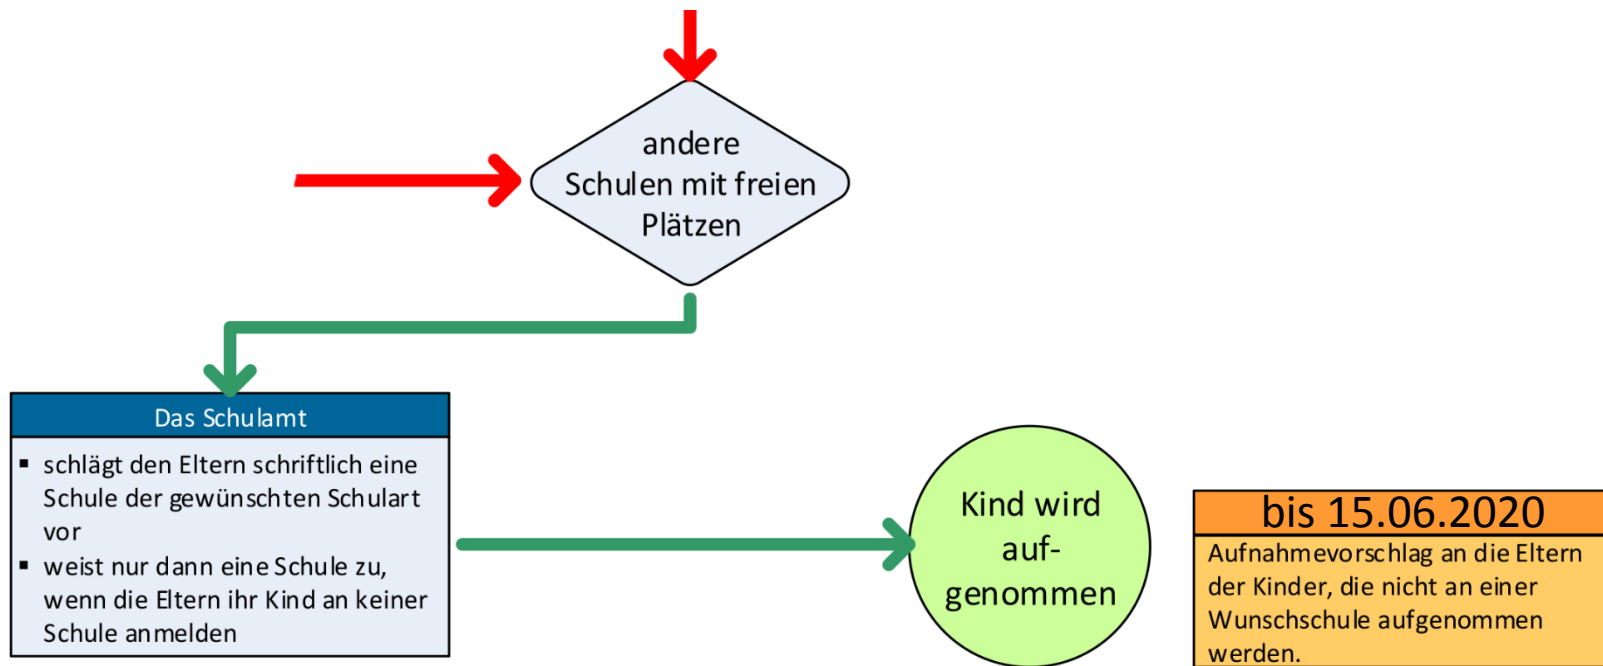 andere
Schulen mit freien
Plätzen
Das Schulamt
▪ schlägt den Eltern schriftlich eine
Schule der gewünschten Schulart
vor
▪ weist nur dann eine Schule zu,
wenn die Eltern ihr Kind an keiner
Schule anmelden
Kind wird
auf-
genommen
bis 15.06.2020
Aufnahmevorschlag an die Eltern
der Kinder, die nicht an einer
Wunschschule aufgenommen
werden.